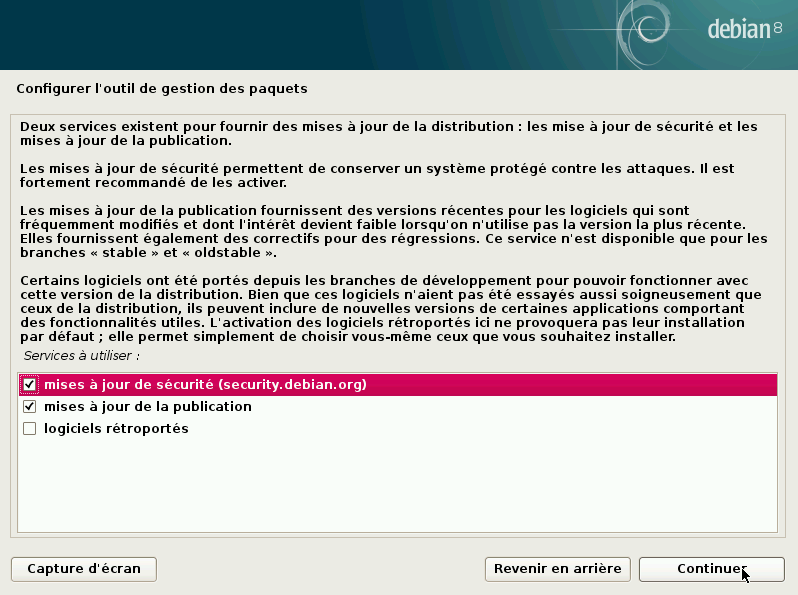 debian 8
Configurer l'outil de gestion des paquets
Deux services existent pour fournir des mises à jour de la distribution : les mise à jour de sécurité et les
mises à jour de la publication.
Les mises à jour de sécurité permettent de conserver un système protégé contre les attaques. Il est
fortement recommandé de les activer.
Les mises à jour de la publication fournissent des versions récentes pour les logiciels qui sont
fréquemment modifiés et dont l'intérêt devient faible lorsqu'on n'utilise pas la version la plus récente.
Elles fournissent également des correctifs pour des régressions. Ce service n'est disponible que pour les
branches « stable » et « oldstable ».
Certains logiciels ont été portés depuis les branches de développement pour pouvoir fonctionner avec
cette version de la distribution. Bien que ces logiciels n'aient pas été essayés aussi soigneusement que
ceux de la distribution, ils peuvent inclure de nouvelles versions de certaines applications comportant
des fonctionnalités utiles. L'activation des logiciels rétroportés ici ne provoquera pas leur installation
par défaut ; elle permet simplement de choisir vous-même ceux que vous souhaitez installer.
Services à utiliser :
mises à jour de sécurité (security.debian.org)
mises à jour de la publication
logiciels rétroportés
Capture d'écran
Revenir en arrière
Continuer